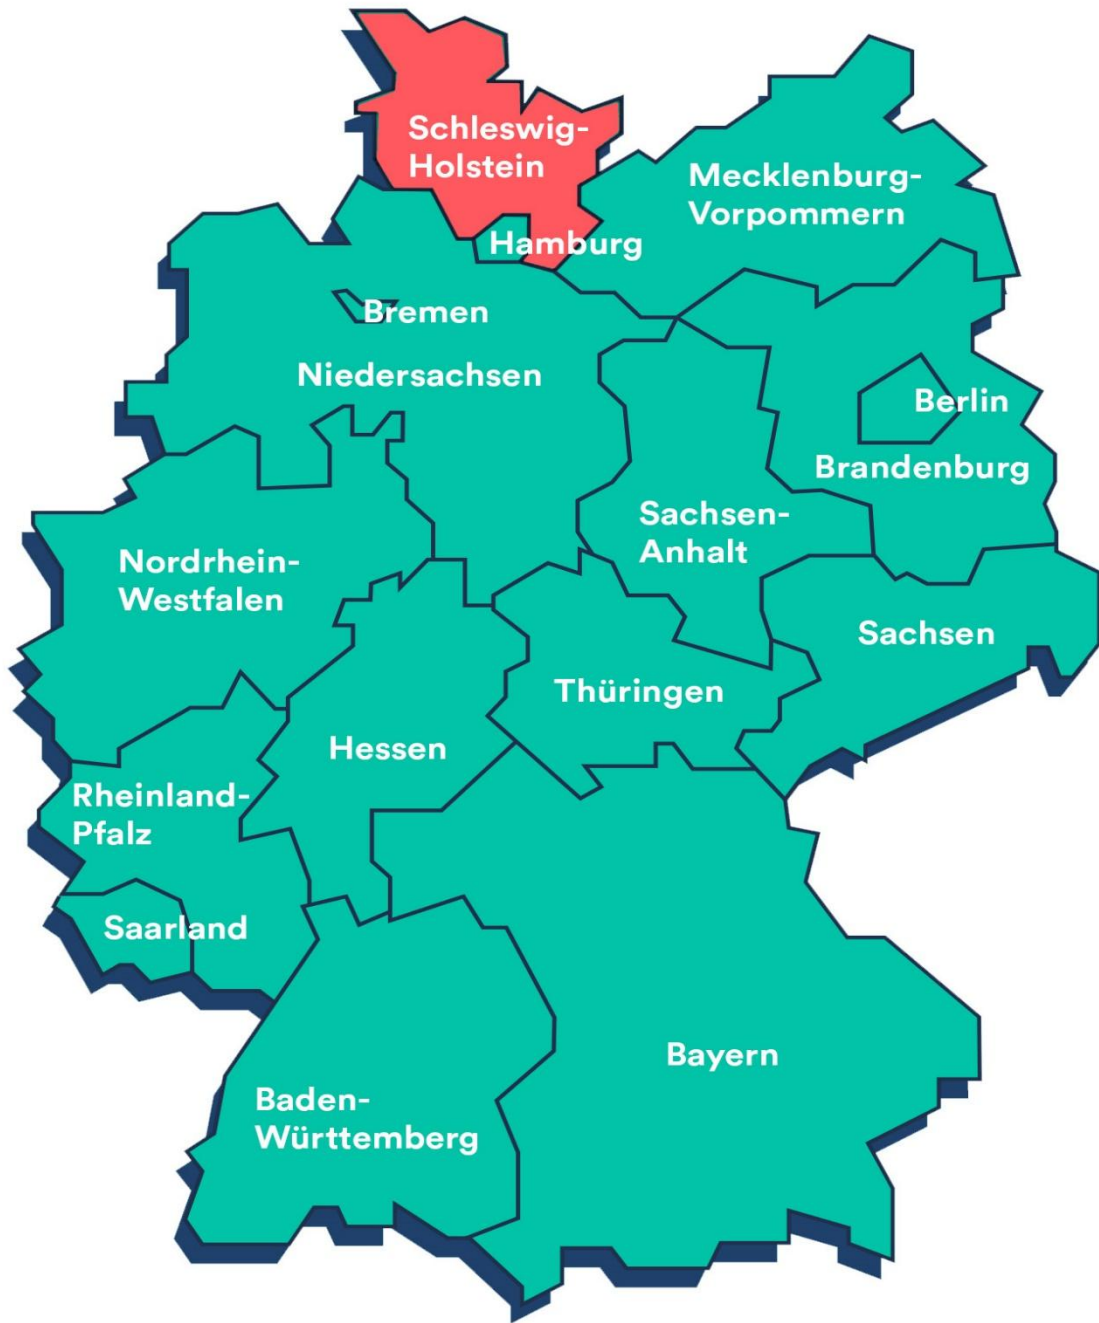 Schleswig-
Holstein
Mecklenburg-
Vorpommern
Hamburg
Bremen
Niedersachsen
Berlin
Brandenburg
Sachsen-
Anhalt
Nordrhein-
Westfalen
Sachsen
Thüringen
Hessen
Rheinland-
Pfalz
Saarland
Bayern
Baden-
Württemberg